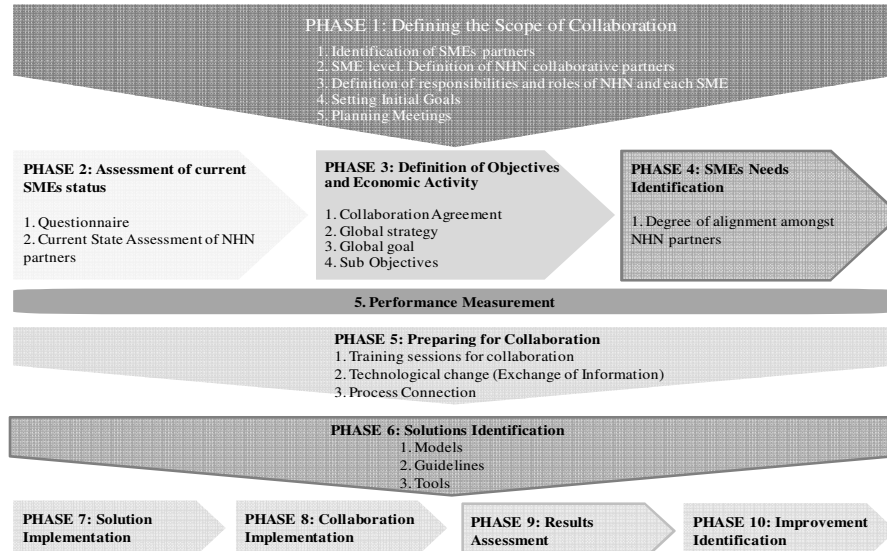 PHASE 1: Defining the Scope of Collaboration
1. Identification of SMEs partners
2. SME level. Definition of NHN collaborative partners
3. Definition of responsibilities and roles of NHN and each SME
4. Setting Initial Goals
5. Planning Meetings
PHASE 2: Assessment of current
SMEs status
1. Questionnaire
2. Current State Assessment of NHN
partners
PHASE 3: Definition of Objectives
and Economic Activity
1. Collaboration Agreement
2. Global strategy
3. Global goal
4. Sub Objectives
PHASE 4: SMEs Needs
Identification
1. Degree of alignment amongst
NHN partners
5. Performance Measurement
PHASE 5: Preparing for Collaboration
1. Training sessions for collaboration
2. Technological change (Exchange of Information)
3. Process Connection
PHASE 6: Solutions Identification
1. Models
2. Guidelines
3. Tools
PHASE 7: Solution
Implementation
PHASE 8: Collaboration
Implementation
PHASE 9: Results
Assessment
PHASE 10: Improvement
Identification